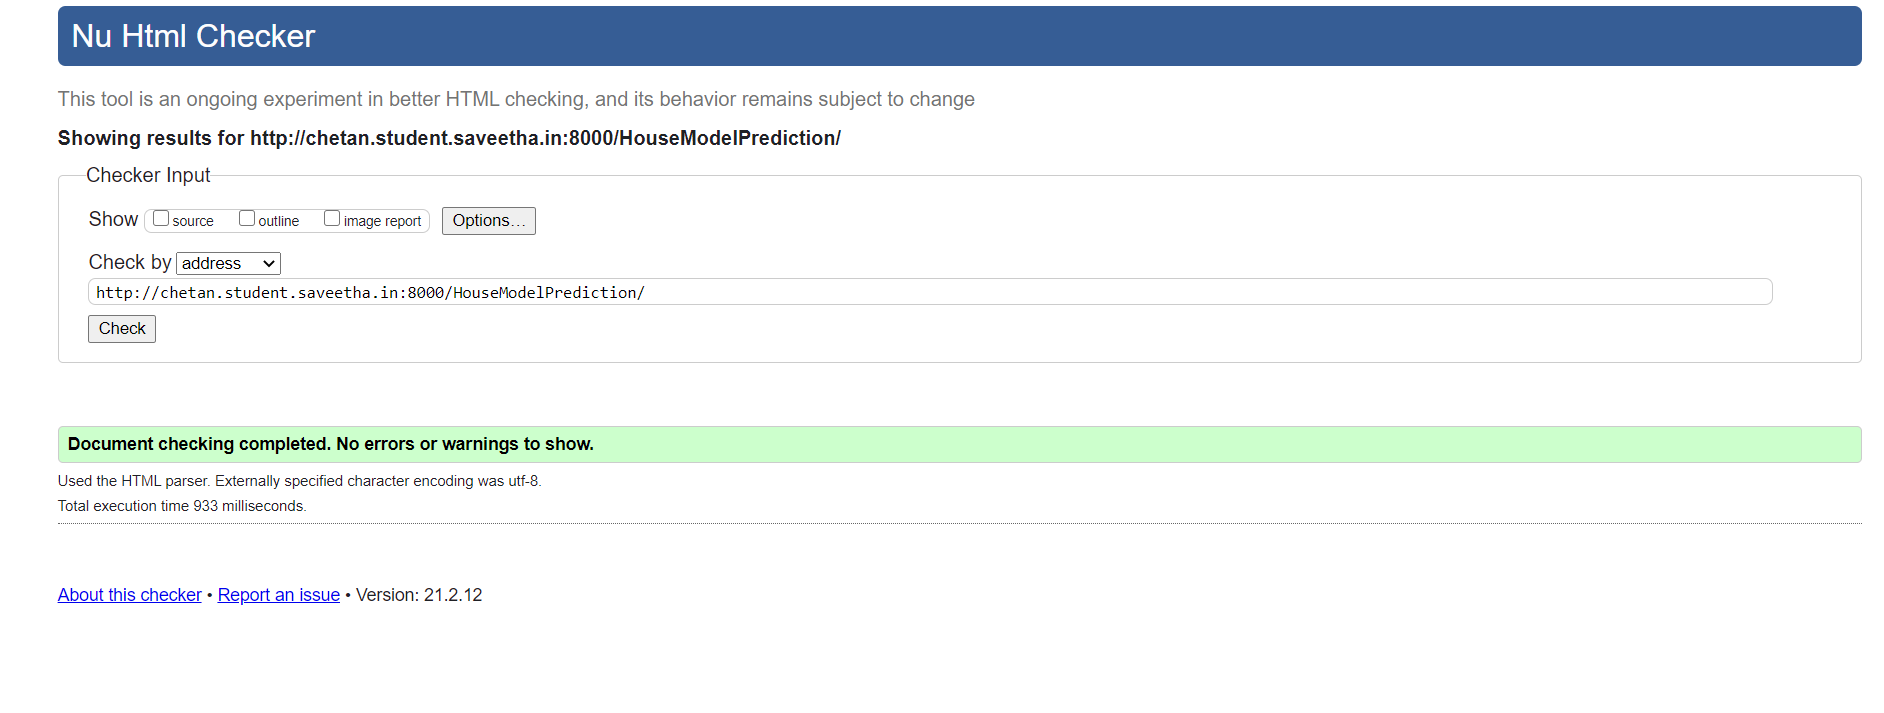 Nu Html Checker
This tool is an ongoing experiment in better HTML checking, and its behavior remains subject to change
Showing results for http://chetan.student.saveetha.in:8000/HouseModelPrediction/
Checker Input
Show source outline image report Options…
Check by address
http://chetan.student.saveetha.in:8000/HouseModelPrediction/
Check
Document checking completed. No errors or warnings to show.
Used the HTML parser. Externally specified character encoding was utf-8.
Total execution time 933 milliseconds.
About this checker • Report an issue • Version: 21.2.12